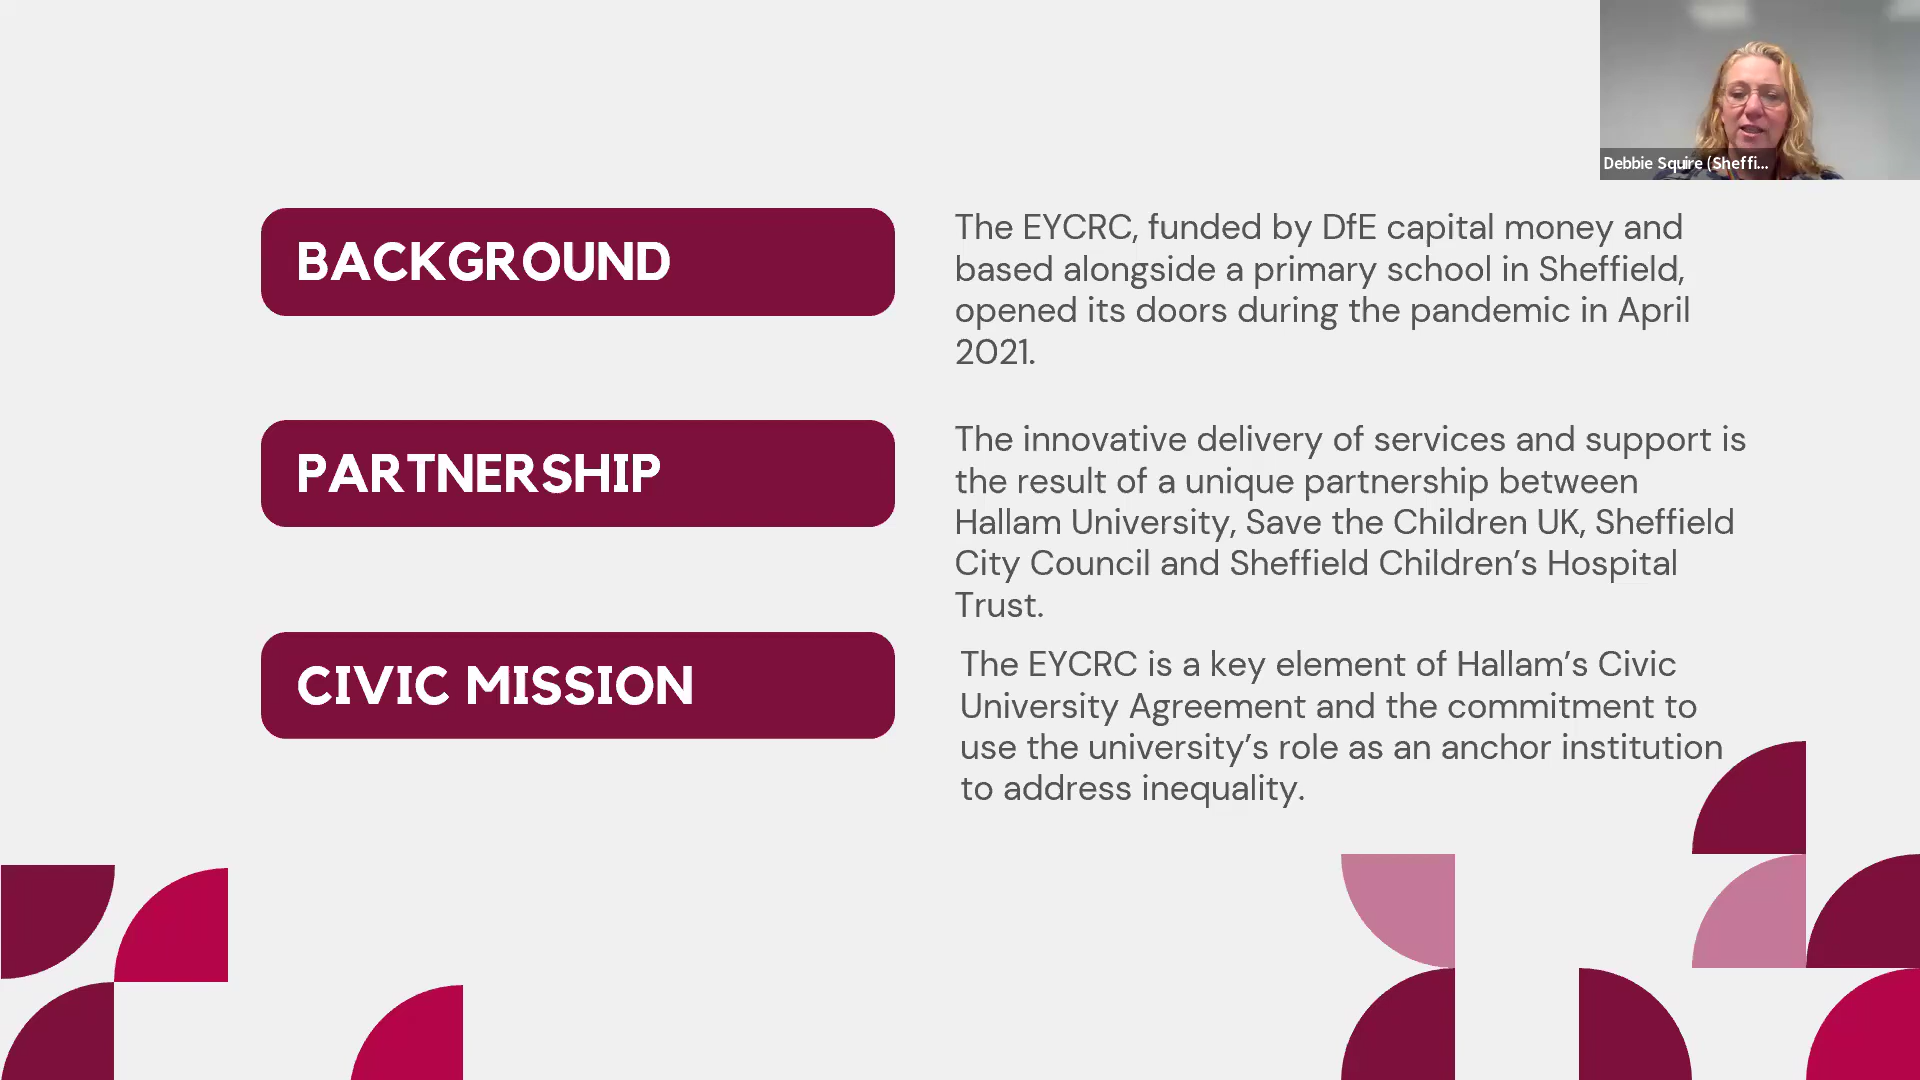 Debbie Squire (Sheffi...
BACKGROUND
The EYCRC, funded by DfE capital money and
based alongside a primary school in Sheffield,
opened its doors during the pandemic in April
2021.
PARTNERSHIP
The innovative delivery of services and support is
the result of a unique partnership between
Hallam University, Save the Children UK, Sheffield
City Council and Sheffield Children’s Hospital
Trust.
CIVIC MISSION
The EYCRC is a key element of Hallam’s Civic
University Agreement and the commitment to
use the university’s role as an anchor institution
to address inequality.